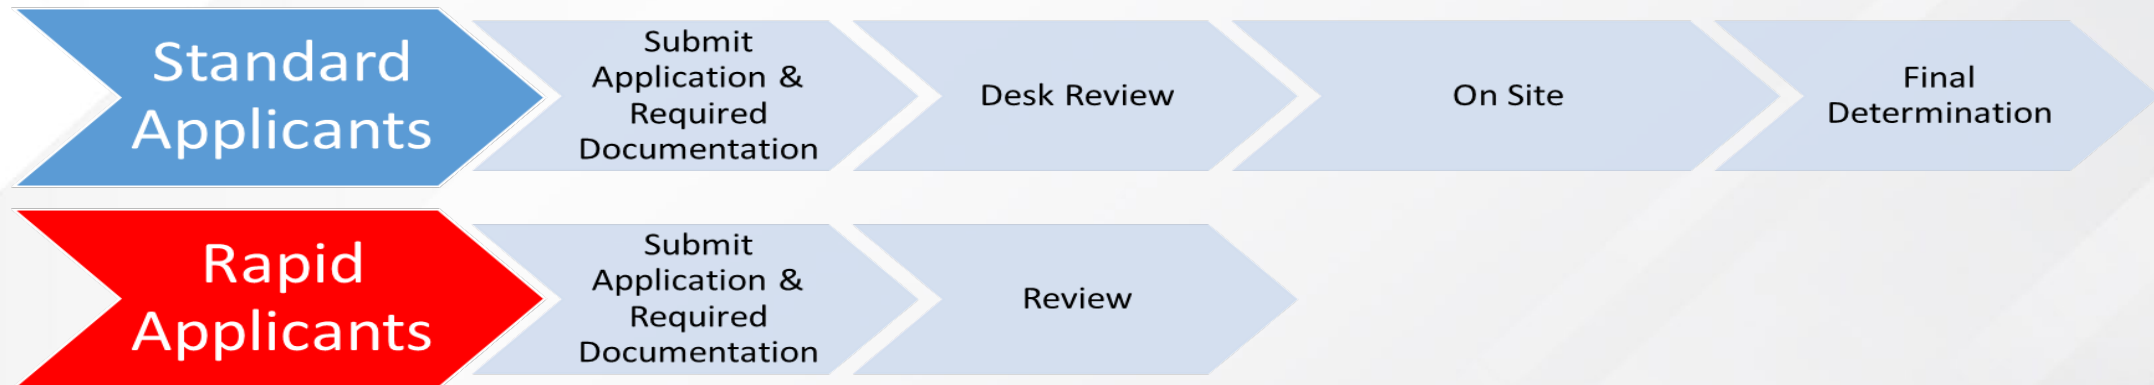 Standard
Applicants
Submit
Application &
Required
Documentation
Desk Review
On Site
Final
Determination
Rapid
Applicants
Submit
Application &
Required
Documentation
Review